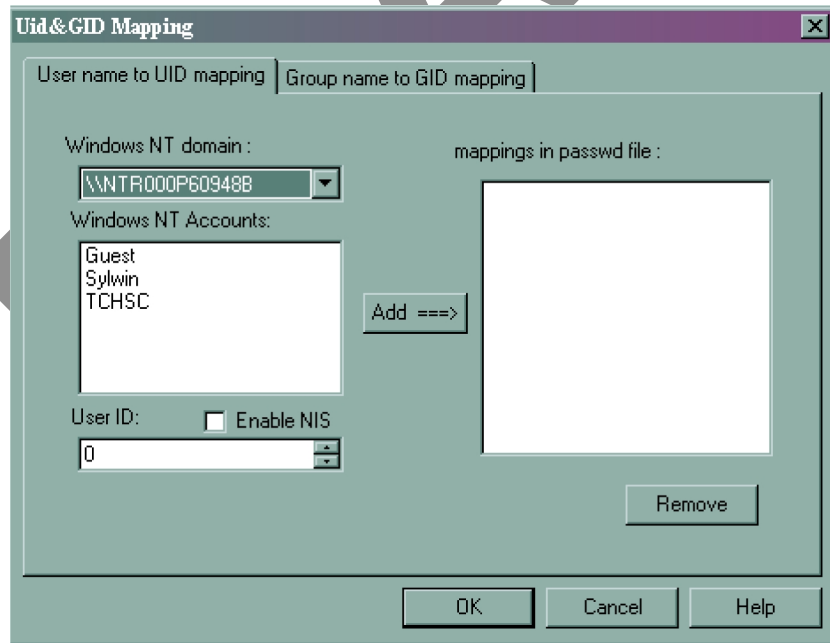 Uid&GID Mapping
User name to UID mapping
Group name to GID mapping
Windows NT domain :
mappings in passwd file :
\\NTR000P60948B
Windows NT Accounts:
Guest
Sylwin
TCHSC
Add ===>
User ID:
Enable NIS
0
Remove
OK
Cancel
Help